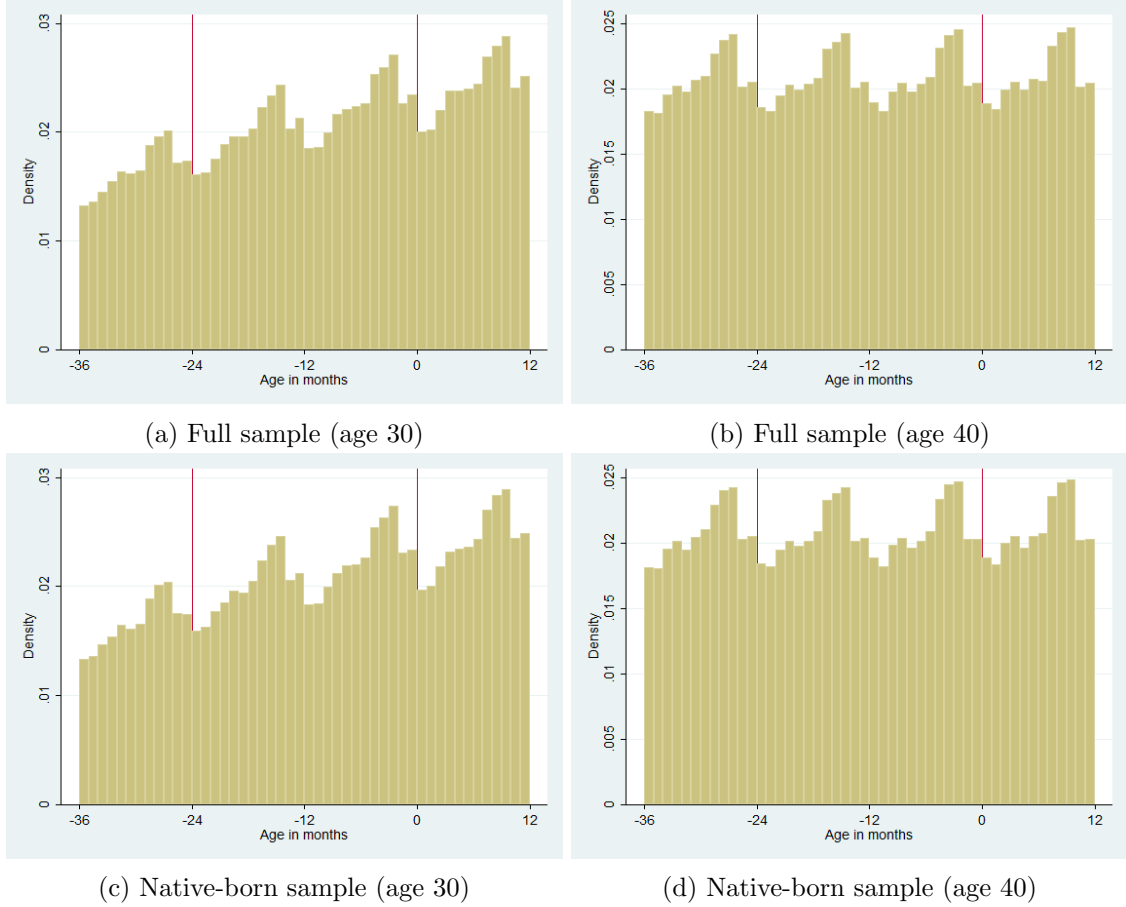 .03
.02
.01
0
Density
-36 -24 -12 0 12
Age in months
(a) Full sample (age 30)
.025
.02
.015
.01
.005
0
Density
-36 -24 -12 0 12
Age in months
(b) Full sample (age 40)
.03
.02
.01
0
Density
-36 -24 -12 0 12
Age in months
(c) Native-born sample (age 30)
.025
.02
.015
.01
.005
0
Density
-36 -24 -12 0 12
Age in months
(d) Native-born sample (age 40)